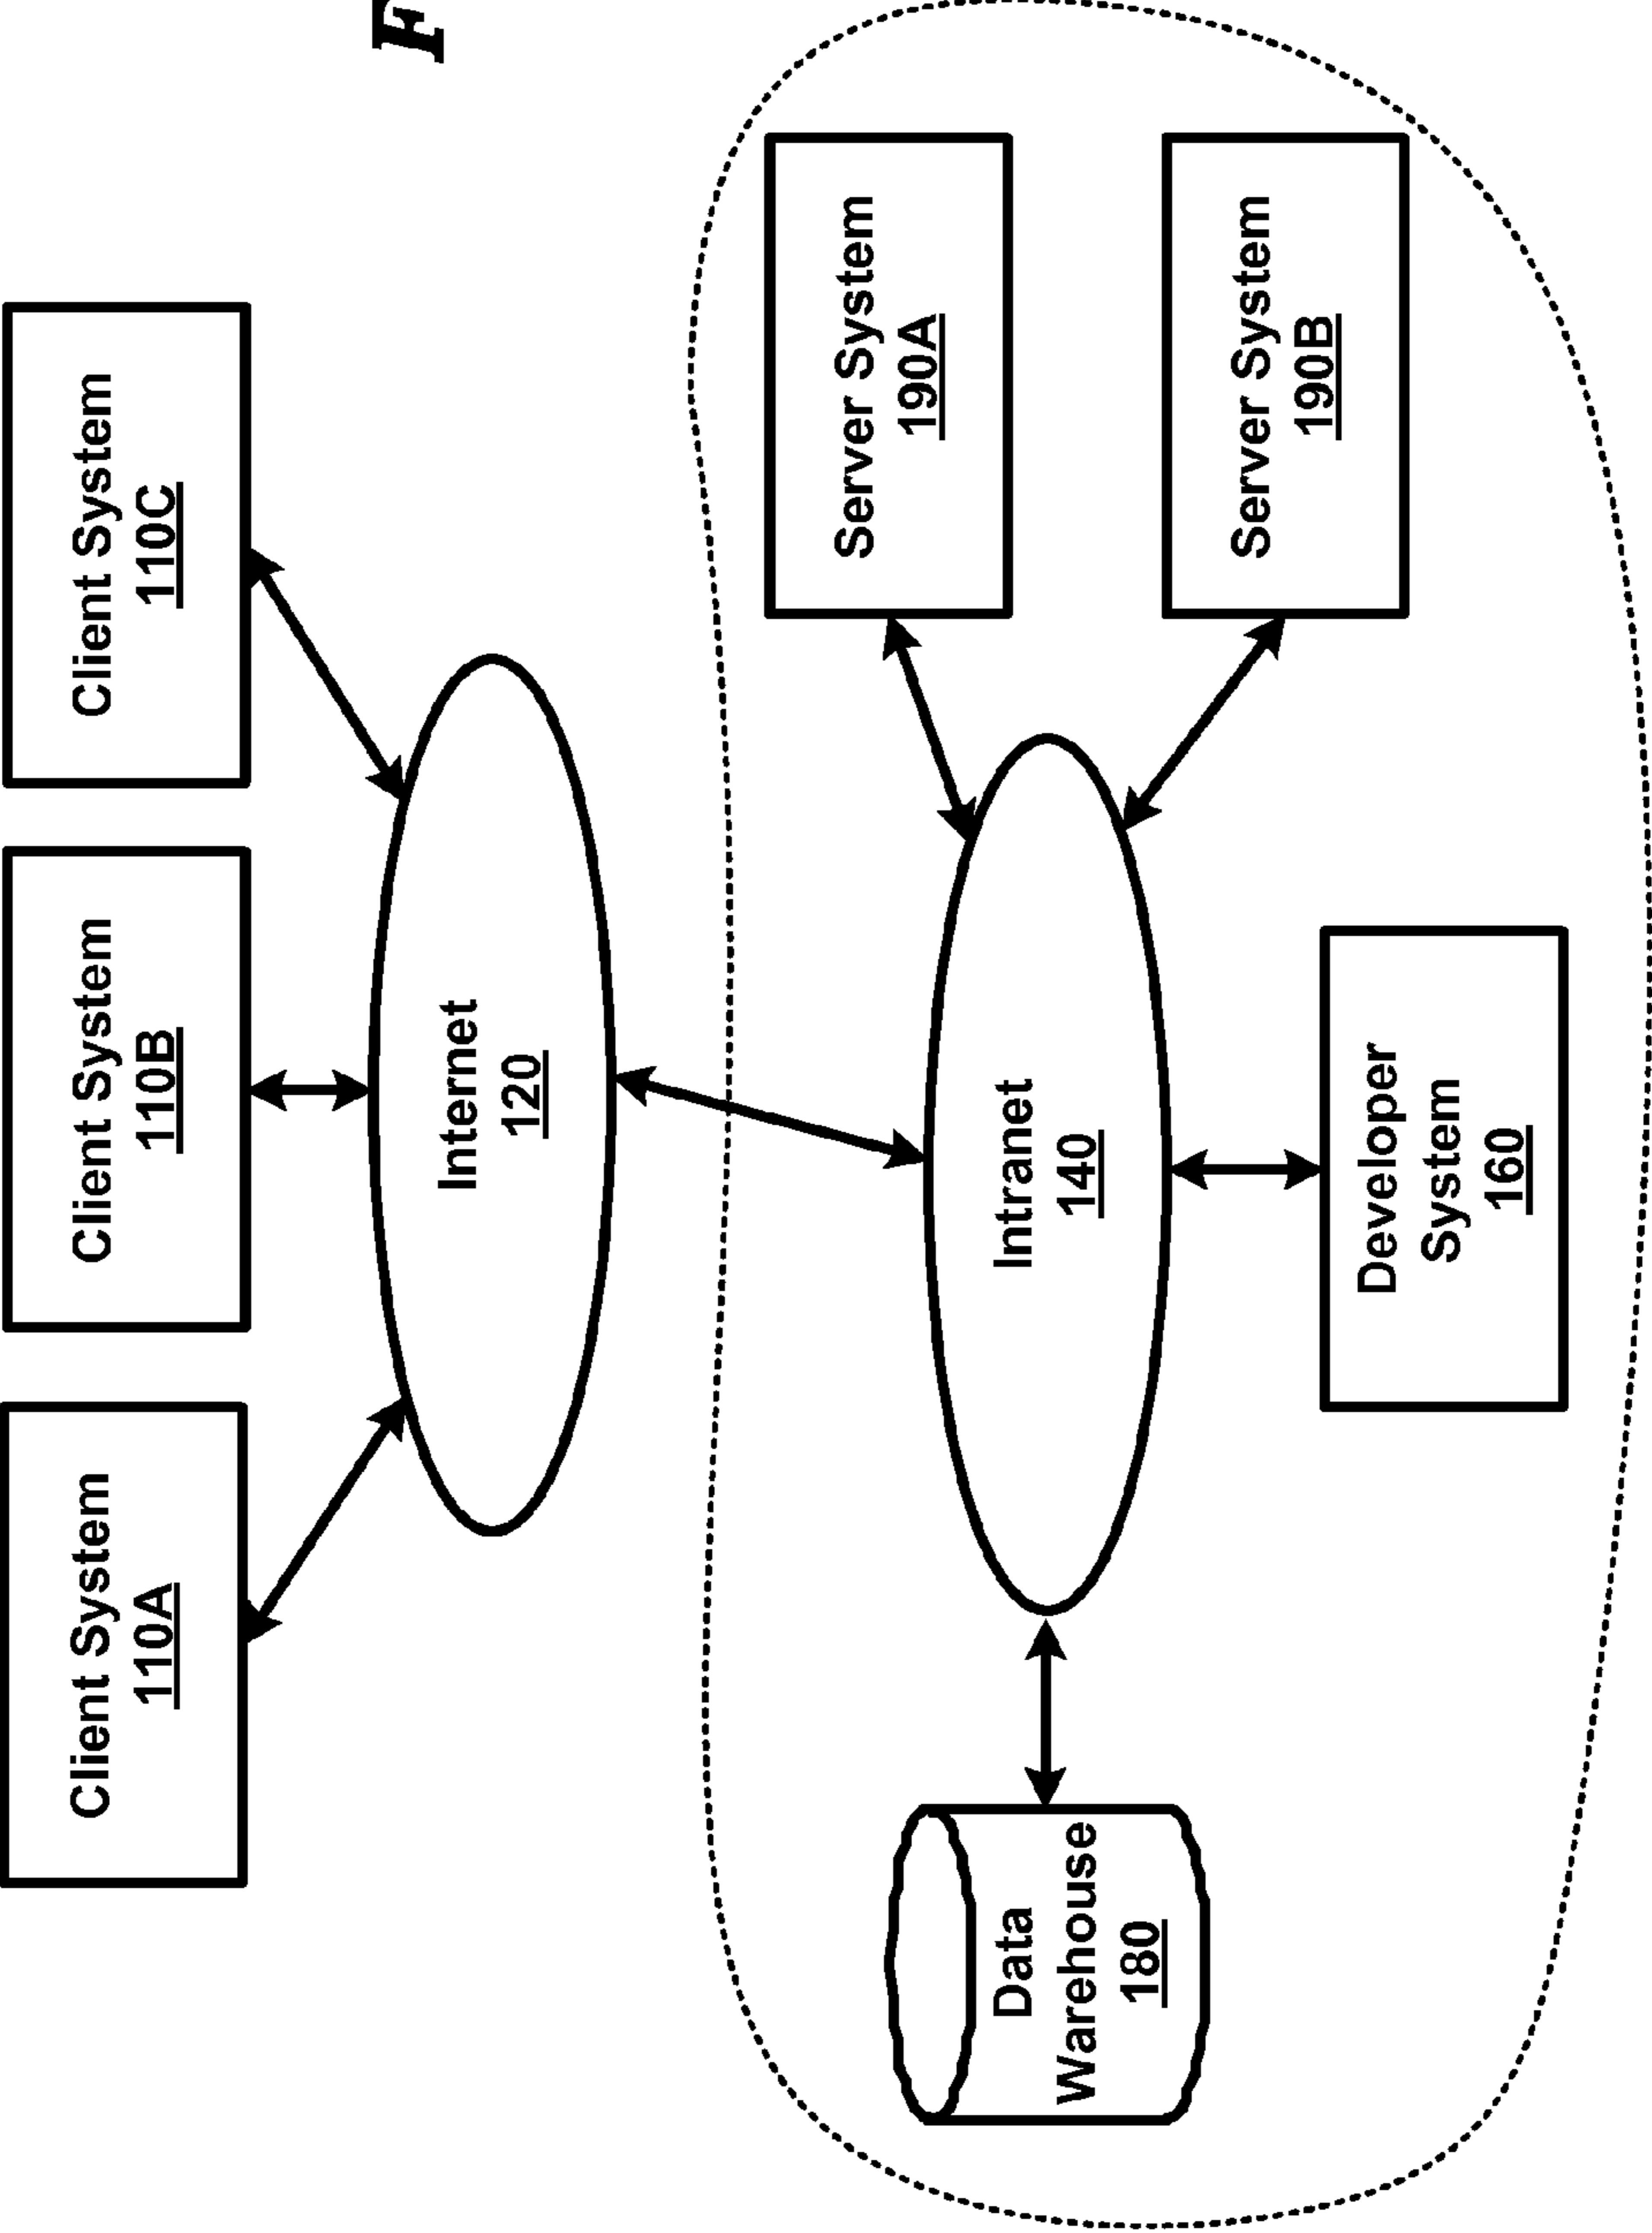 Client System
110A
Client System
110B
Client System
110C
F
Internet
120
Server System
190A
Data
Warehouse
180
Intranet
140
Server System
190B
Developer
System
160